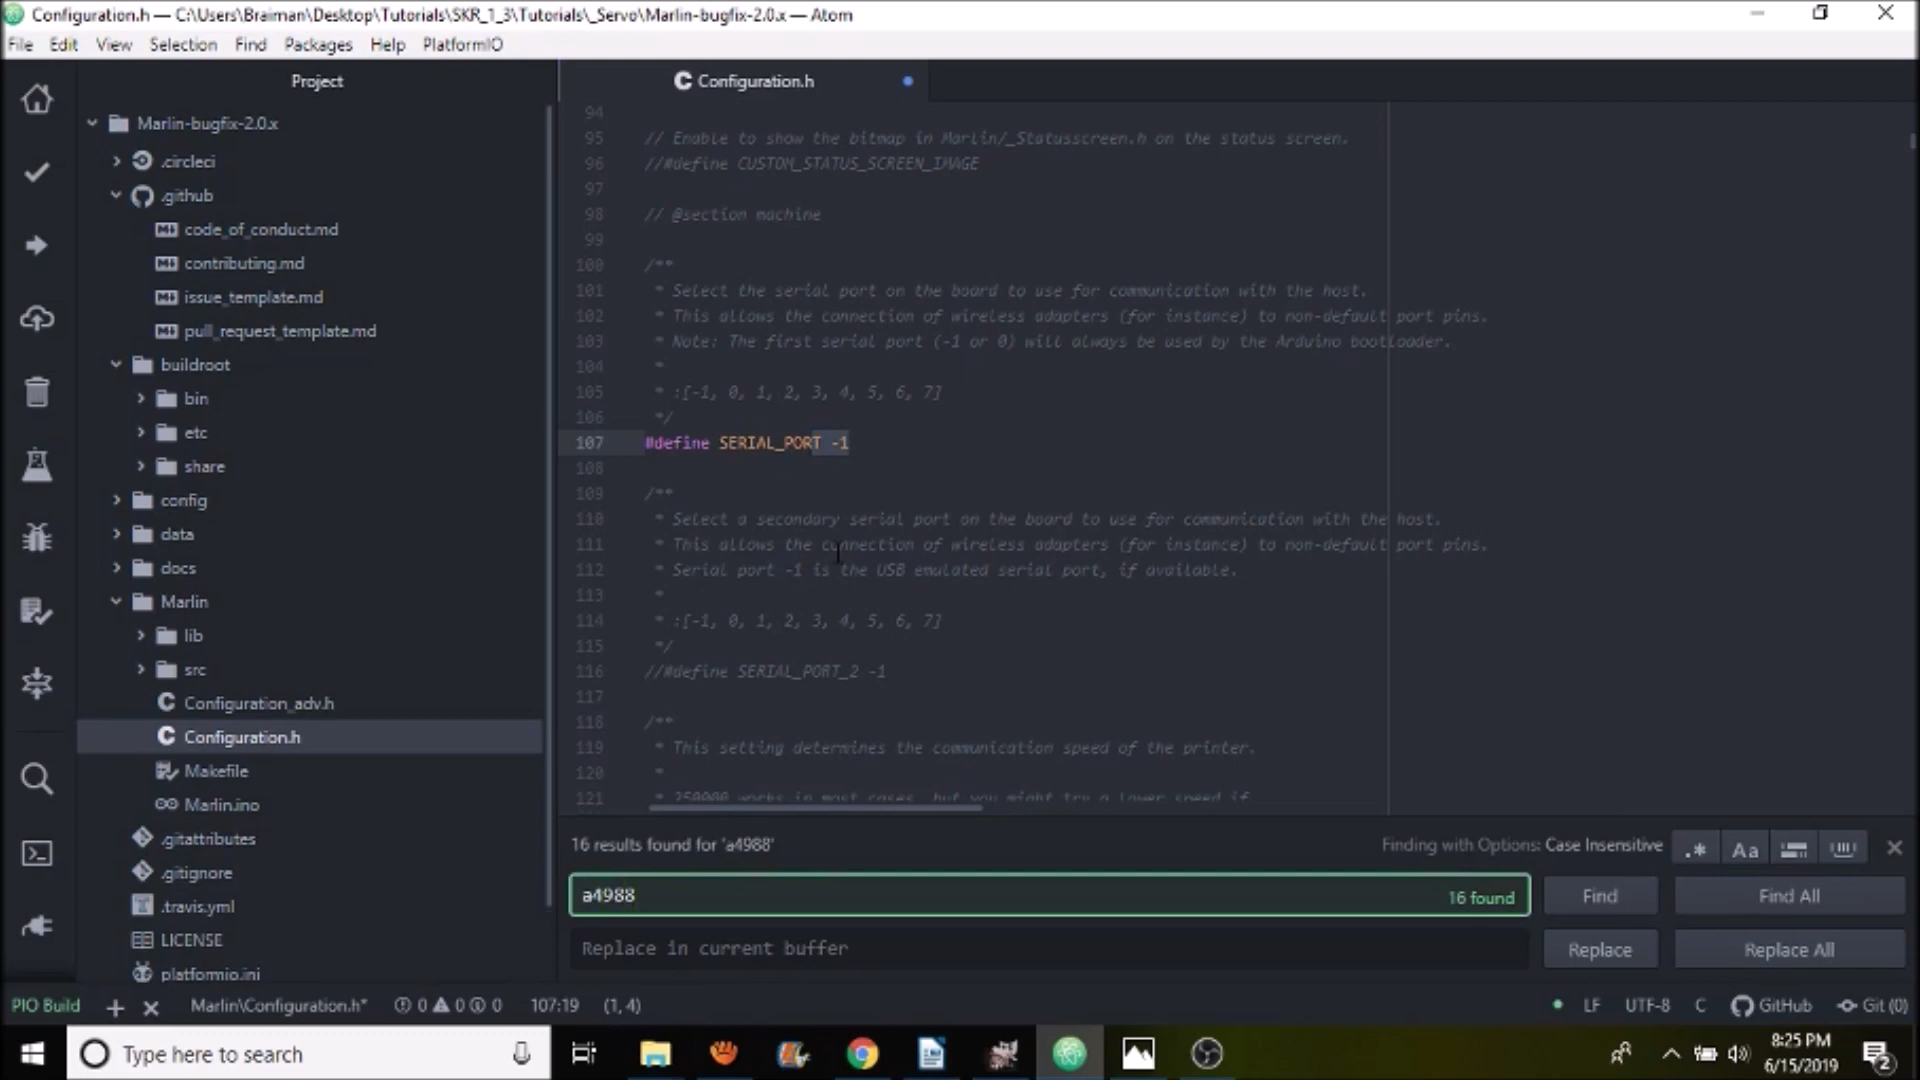 Configuration.h — C:\Users\Braiman\Desktop\Tutorials\SKR_1_3\Tutorials\_Servo\Marlin-bugfix-2.0.x — Atom
File Edit View Selection Find Packages Help PlatformIO
Project
Marlin-bugfix-2.0.x
.circleci
.github
code_of_conduct.md
contributing.md
issue_template.md
pull_request_template.md
buildroot
bin
etc
share
config
data
docs
Marlin
lib
src
Configuration_adv.h
Configuration.h
Makefile
Marlin.ino
.gitattributes
.gitignore
.travis.yml
LICENSE
platformio.ini
Configuration.h
94
95 // Enable to show the bitmap in Marlin/_Statusscreen.h on the status screen.
96 //#define CUSTOM_STATUS_SCREEN_IMAGE
97
98 // @section machine
99
100 /**
101 * Select the serial port on the board to use for communication with the host.
102 * This allows the connection of wireless adapters (for instance) to non-default port pins.
103 * Note: The first serial port (-1 or 0) will always be used by the Arduino bootloader.
104 *
105 * :[-1, 0, 1, 2, 3, 4, 5, 6, 7]
106 */
107 #define SERIAL_PORT -1
108
109 /**
110 * Select a secondary serial port on the board to use for communication with the host.
111 * This allows the connection of wireless adapters (for instance) to non-default port pins.
112 * Serial port -1 is the USB emulated serial port, if available.
113 *
114 * :[-1, 0, 1, 2, 3, 4, 5, 6, 7]
115 */
116 //#define SERIAL_PORT_2 -1
117
118 /**
119 * This setting determines the communication speed of the printer.
120 *
121 * 250000 works in most cases, but you might try a lower speed if
16 results found for 'a4988' Finding with Options: Case Insensitive .* Aa
a4988 16 found Find Find All
Replace in current buffer Replace Replace All
PIO Build Marlin\Configuration.h* 0 0 0 107:19 (1, 4) LF UTF-8 C GitHub Git (0)
Type here to search
8:25 PM
6/15/2019
2